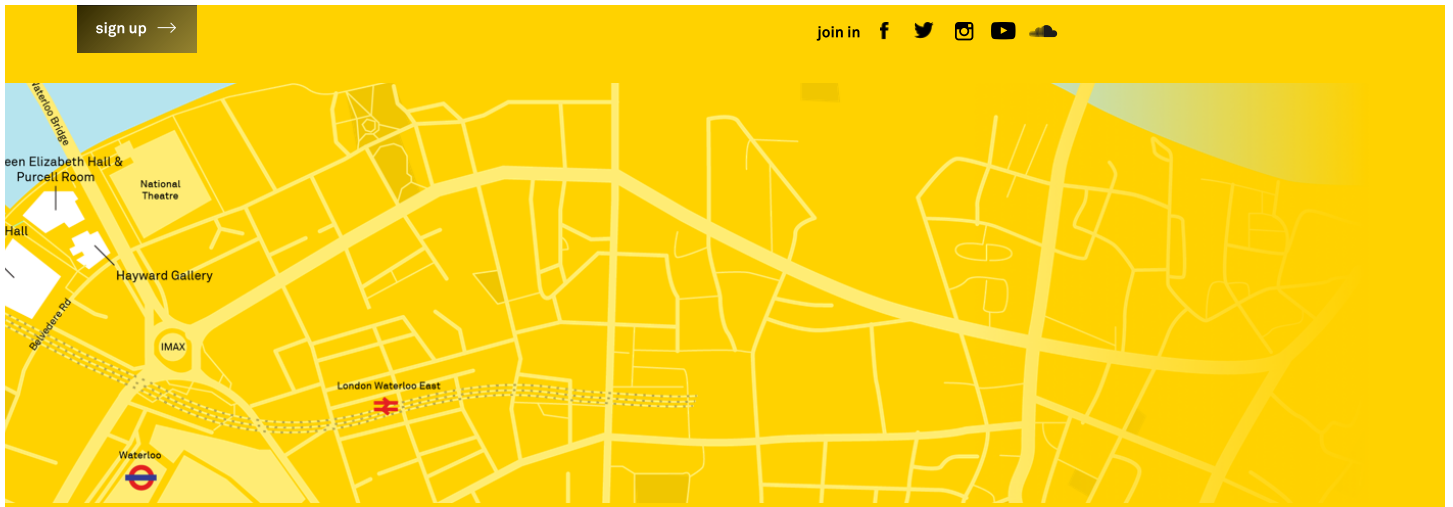 sign up
join in
Waterloo Bridge
een Elizabeth Hall &
Purcell Room
National
Theatre
Hall
Hayward Gallery
Belvedere Rd
IMAX
London Waterloo East
Waterloo